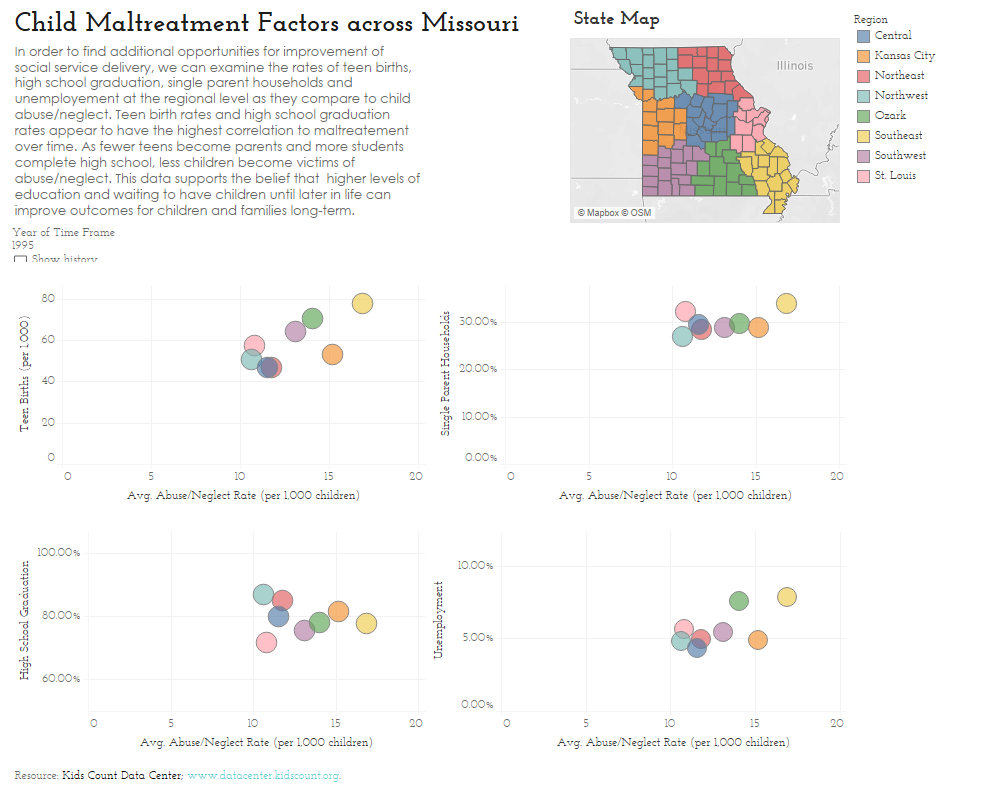 Child Maltreatment Factors across Missouri
In order to find additional opportunities for improvement of
social service delivery, we can examine the rates of teen births,
high school graduation, single parent households and
unemployement at the regional level as they compare to child
abuse/neglect. Teen birth rates and high school graduation
rates appear to have the highest correlation to maltreatement
over time. As fewer teens become parents and more students
complete high school, less children become victims of
abuse/neglect. This data supports the belief that higher levels of
education and waiting to have children until later in life can
improve outcomes for children and families long-term.
Year of Time Frame
1995
Show history
State Map
Illinois
© Mapbox © OSM
Region
Central
Kansas City
Northeast
Northwest
Ozark
Southeast
Southwest
St. Louis
Teen Births (per 1,000)
80
60
40
20
0
0 5 10 15 20
Avg. Abuse/Neglect Rate (per 1,000 children)
Single Parent Households
30.00%
20.00%
10.00%
0.00%
0 5 10 15 20
Avg. Abuse/Neglect Rate (per 1,000 children)
High School Graduation
100.00%
80.00%
60.00%
0 5 10 15 20
Avg. Abuse/Neglect Rate (per 1,000 children)
Unemployment
10.00%
5.00%
0.00%
0 5 10 15 20
Avg. Abuse/Neglect Rate (per 1,000 children)
Resource: Kids Count Data Center; www.datacenter.kidscount.org.